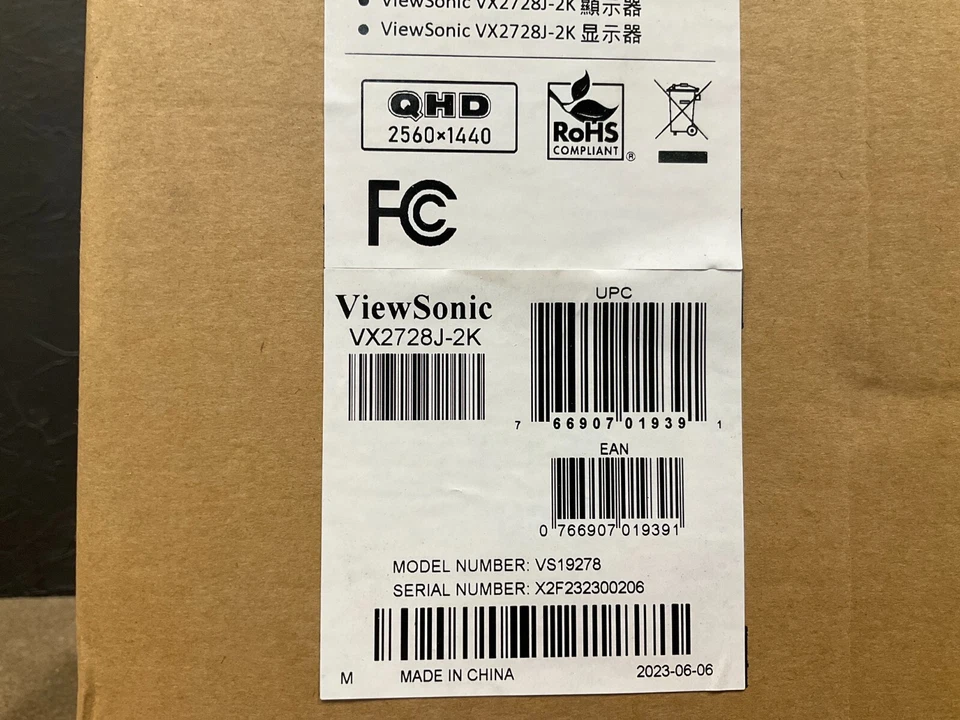 ViewSonic VX2728J-2K 顯示器
ViewSonic VX2728J-2K 显示器
QHD
2560×1440
RoHS
COMPLIANT
®
FC
ViewSonic
VX2728J-2K
UPC
7 66907 01939 1
EAN
0 766907 019391
MODEL NUMBER: VS19278
SERIAL NUMBER: X2F232300206
M MADE IN CHINA 2023-06-06